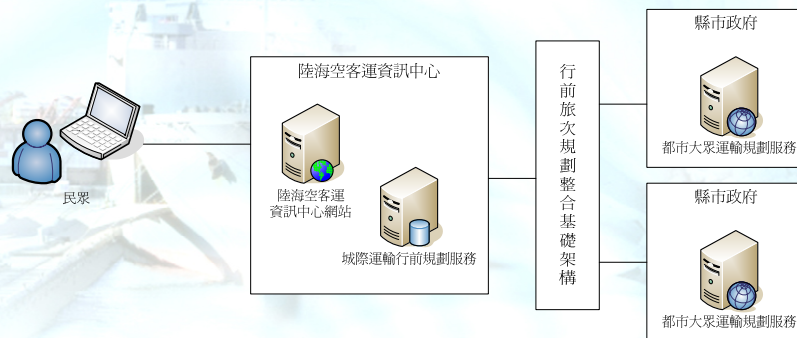 民眾
陸海空客運資訊中心
陸海空客運
資訊中心網站
城際運輸行前規劃服務
行前旅次規劃整合基礎架構
縣市政府
都市大眾運輸規劃服務
縣市政府
都市大眾運輸規劃服務